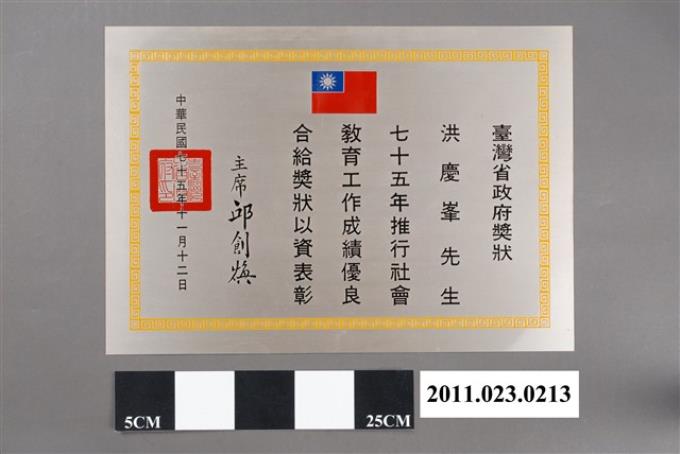 臺灣省政府獎狀
洪慶峯先生
七十五年推行社會
教育工作成績優良
合給獎狀以資表彰
主席邱創煥
中華民國七十五年十一月十二日
5CM
25CM
2011.023.0213